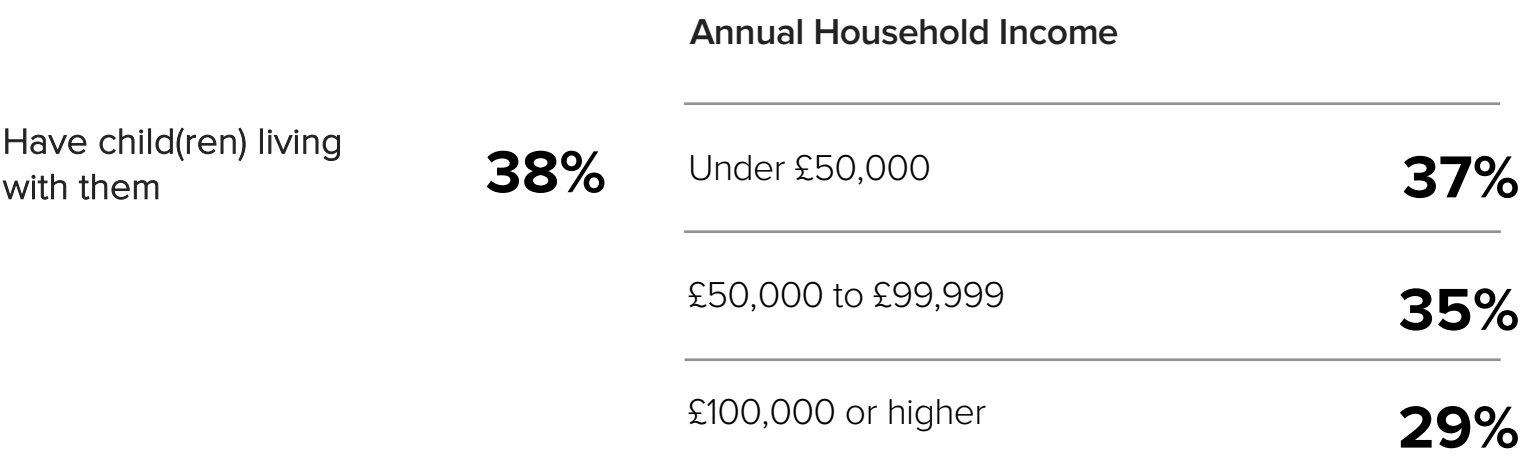 Have child(ren) living
with them
38%
Annual Household Income
Under £50,000
37%
£50,000 to £99,999
35%
£100,000 or higher
29%